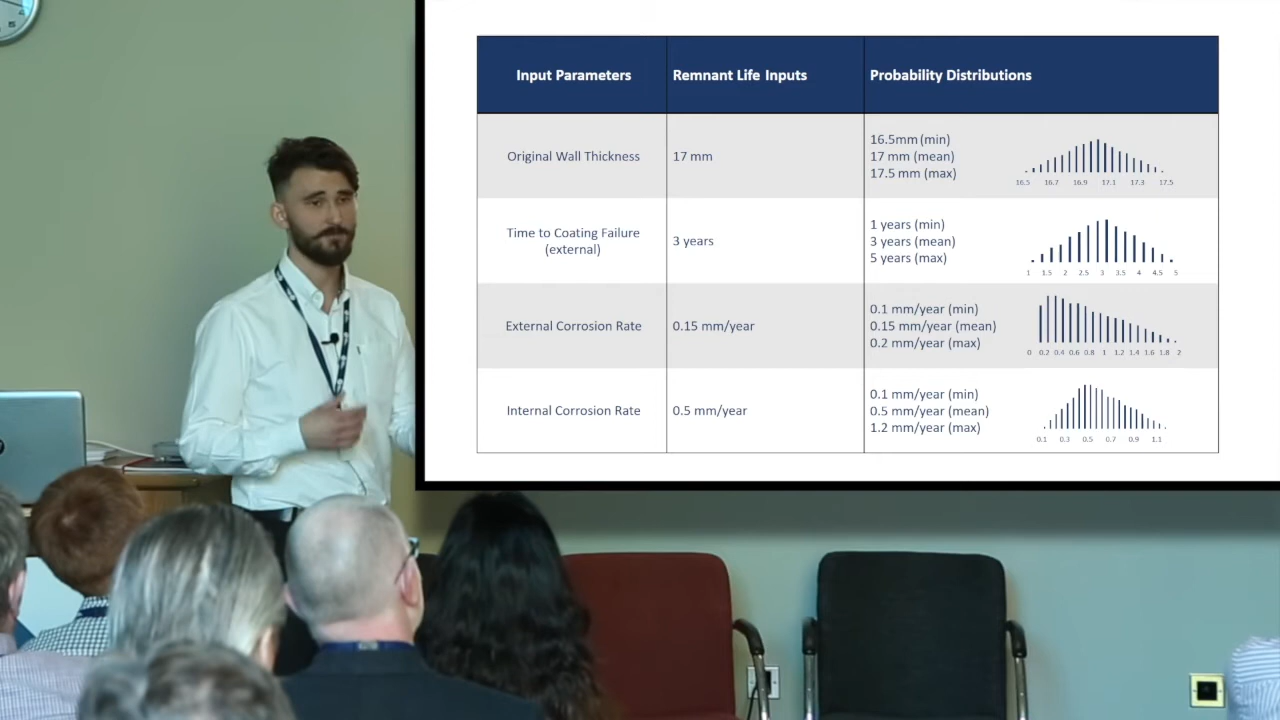 Input Parameters
Remnant Life Inputs
Probability Distributions
Original Wall Thickness
17 mm
16.5mm (min)
17 mm (mean)
17.5 mm (max)
16.5 16.7 16.9 17.1 17.3 17.5
Time to Coating Failure
(external)
3 years
1 years (min)
3 years (mean)
5 years (max)
1 1.5 2 2.5 3 3.5 4 4.5 5
External Corrosion Rate
0.15 mm/year
0.1 mm/year (min)
0.15 mm/year (mean)
0.2 mm/year (max)
0 0.2 0.4 0.6 0.8 1 1.2 1.4 1.6 1.8 2
Internal Corrosion Rate
0.5 mm/year
0.1 mm/year (min)
0.5 mm/year (mean)
1.2 mm/year (max)
0.1 0.3 0.5 0.7 0.9 1.1